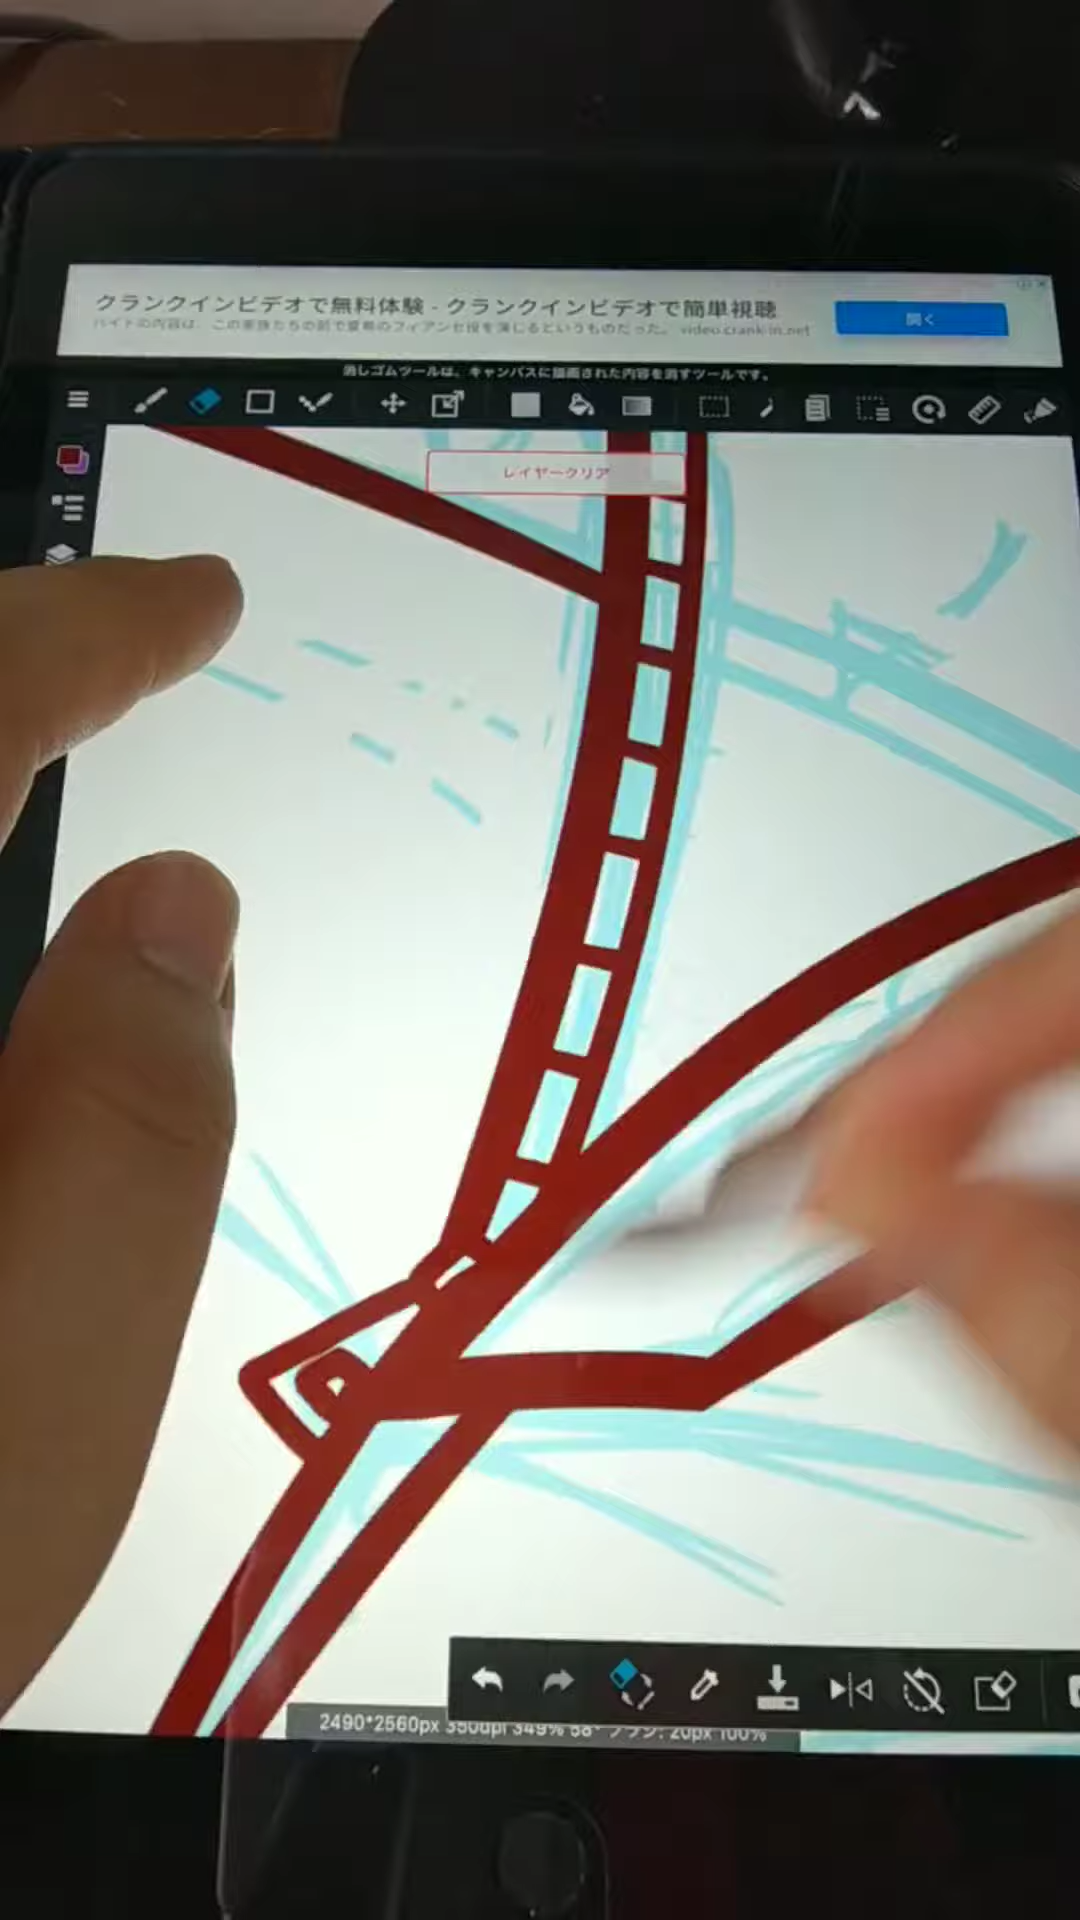 クランクインビデオで無料体験 - クランクインビデオで簡単視聴
バイトの内容は、この家族たちの前で夏希のフィアンセ役を演じるというものだった。 video.crank-in.net
開く
消しゴムツールは、キャンバスに描画された内容を消すツールです。
レイヤークリア
2490*2560px 350dpi 349% 68° ブラシ: 20px 100%